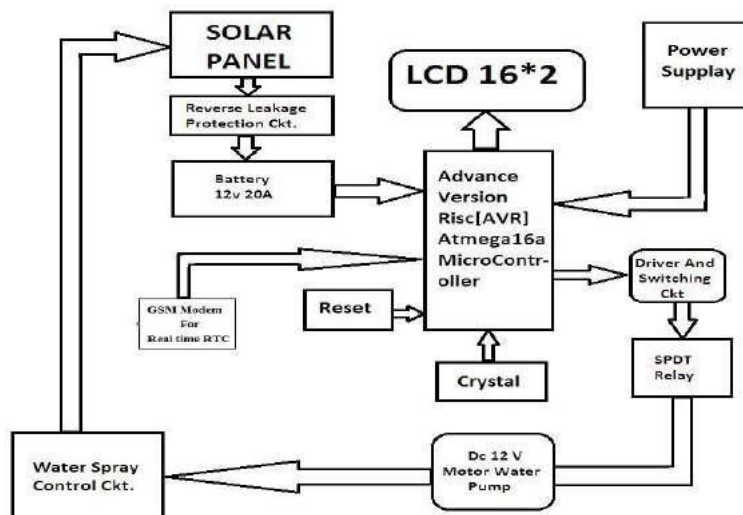 SOLAR
PANEL
LCD 16*2
Power
Supplay
Reverse Leakage
Protection Ckt.
Battery
12v 20A
Advance
Version
Risc[AVR]
Atmega16a
MicroContr-
oller
Driver And
Switching
Ckt
GSM Modem
For
Real time RTC
Reset
Crystal
SPDT
Relay
Water Spray
Control Ckt.
Dc 12 V
Motor Water
Pump